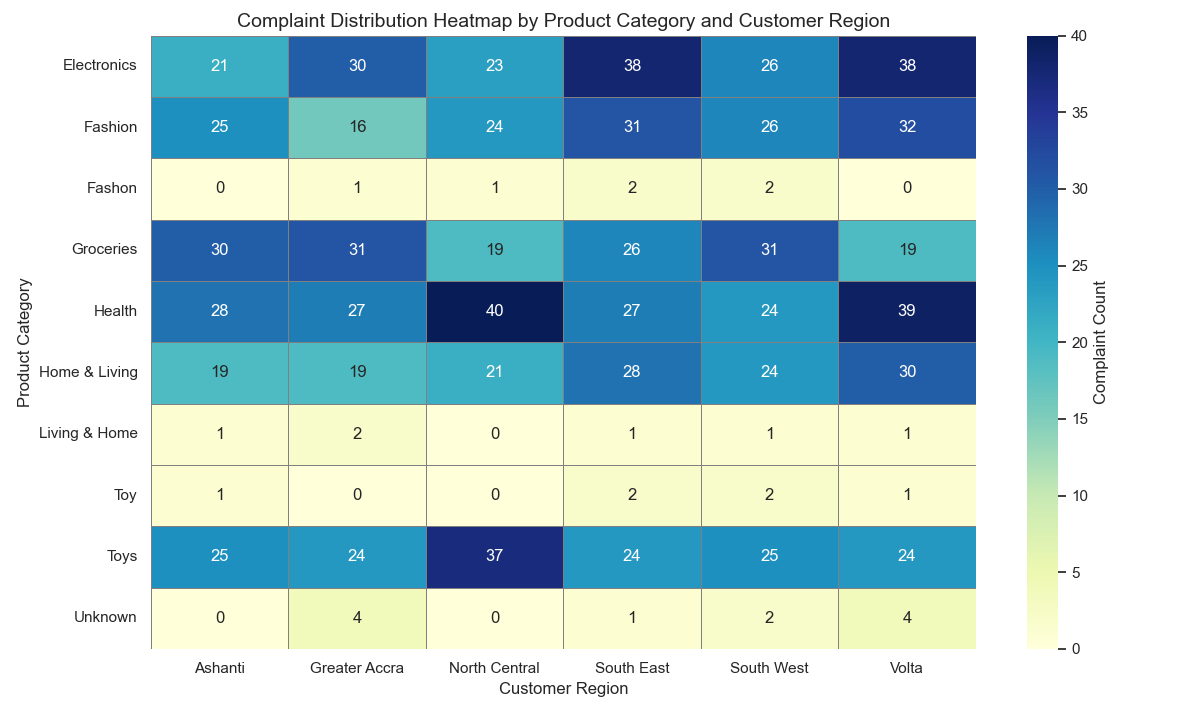 Complaint Distribution Heatmap by Product Category and Customer Region
Product Category
Electronics 21 30 23 38 26 38
Fashion 25 16 24 31 26 32
Fashon 0 1 1 2 2 0
Groceries 30 31 19 26 31 19
Health 28 27 40 27 24 39
Home & Living 19 19 21 28 24 30
Living & Home 1 2 0 1 1 1
Toy 1 0 0 2 2 1
Toys 25 24 37 24 25 24
Unknown 0 4 0 1 2 4
Ashanti Greater Accra North Central South East South West Volta
Customer Region
40
35
30
25
20
15
10
5
0
Complaint Count